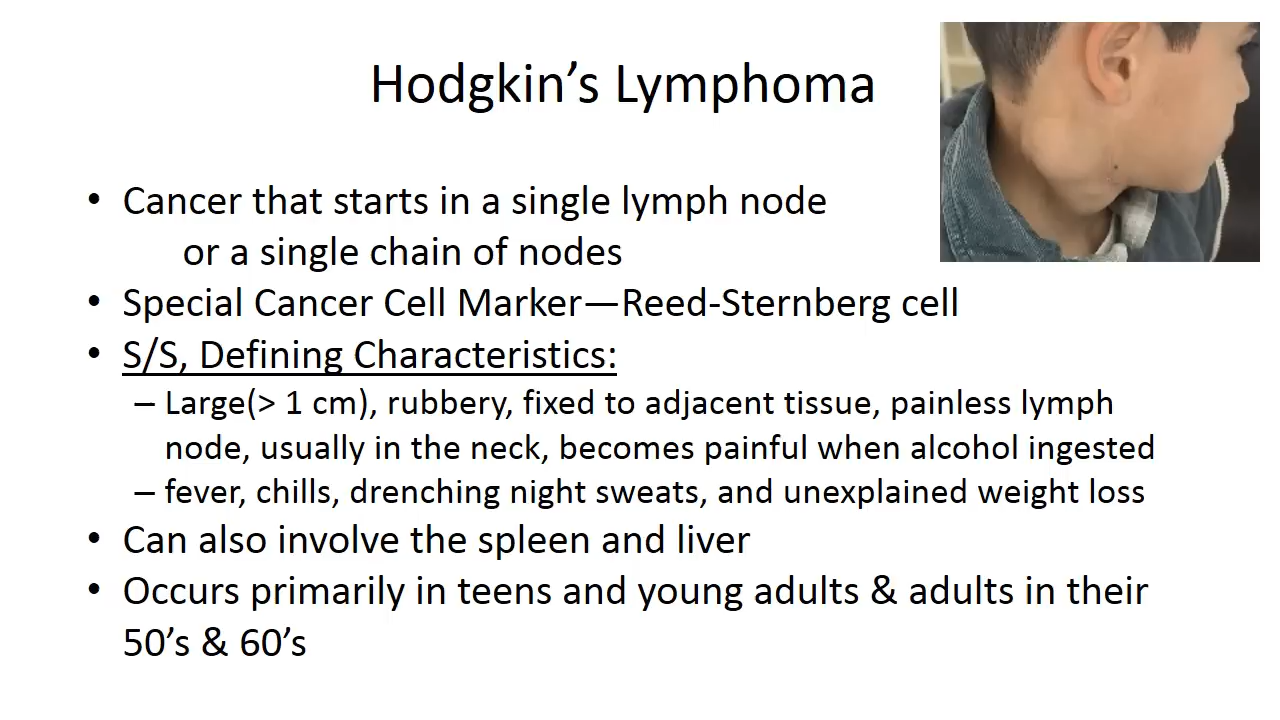 Hodgkin’s Lymphoma
• Cancer that starts in a single lymph node
or a single chain of nodes
• Special Cancer Cell Marker—Reed-Sternberg cell
• S/S, Defining Characteristics:
– Large(> 1 cm), rubbery, fixed to adjacent tissue, painless lymph
node, usually in the neck, becomes painful when alcohol ingested
– fever, chills, drenching night sweats, and unexplained weight loss
• Can also involve the spleen and liver
• Occurs primarily in teens and young adults & adults in their
50’s & 60’s